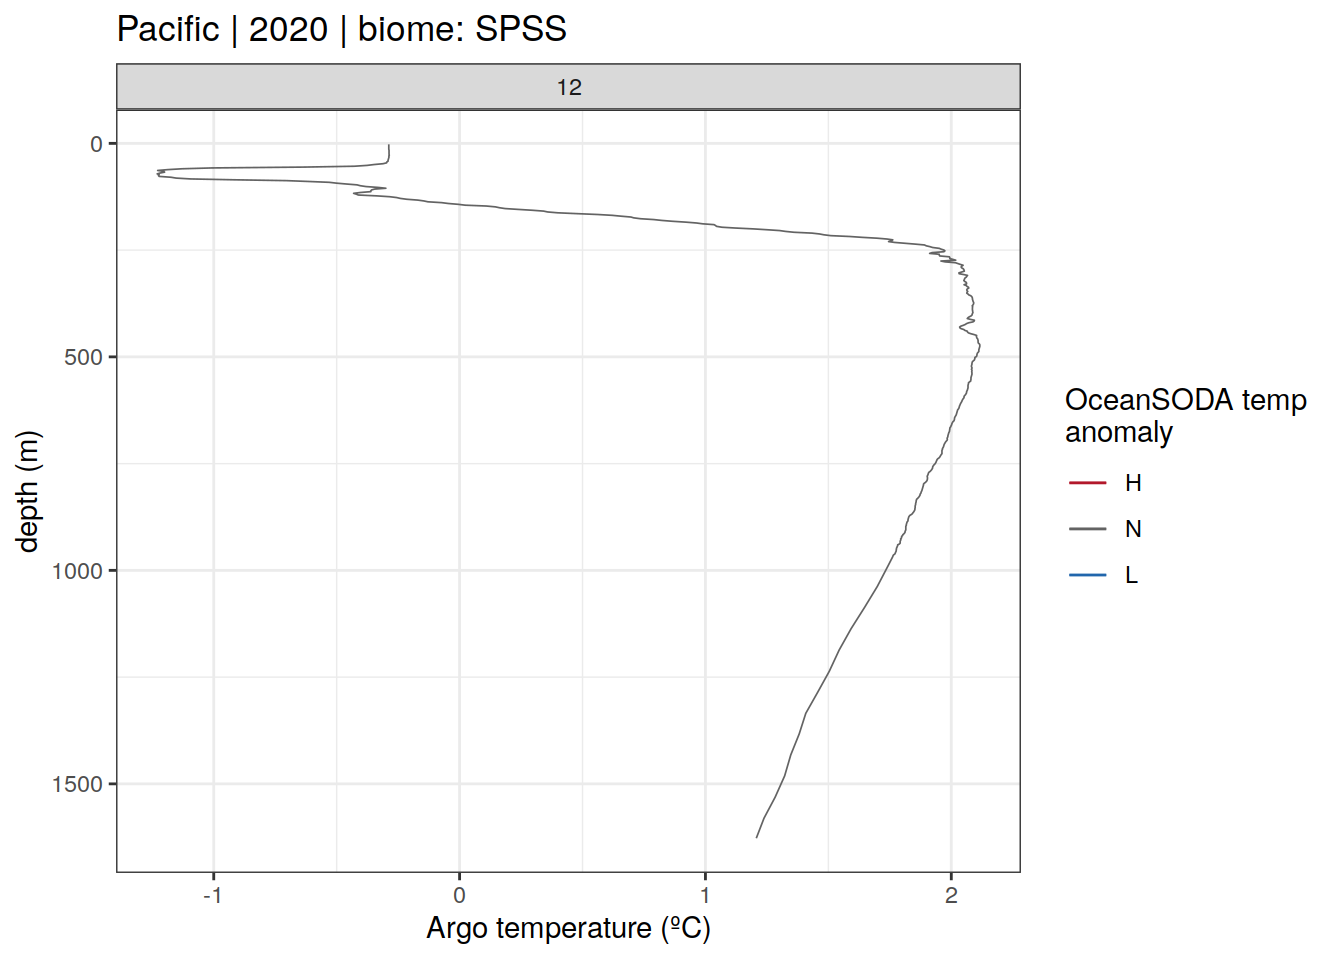 Pacific | 2020 | biome: SPSS
12
0
500
1000
1500
depth (m)
-1
0
1
2
Argo temperature (ºC)
OceanSODA temp
anomaly
H
N
L